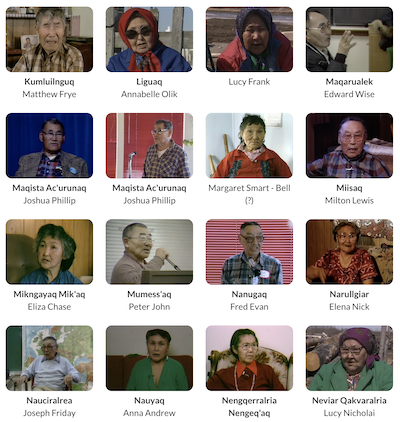 Kumluilnguq
Matthew Frye
Liguaq
Annabelle Olik
Lucy Frank
Maqarualek
Edward Wise
Maqista Ac'urunaq
Joshua Phillip
Maqista Ac'urunaq
Joshua Phillip
Margaret Smart - Bell
(?)
Miisaq
Milton Lewis
Mikngayaq Mik'aq
Eliza Chase
Mumess'aq
Peter John
Nanugaq
Fred Evan
Narullgiar
Elena Nick
Nauciralrea
Joseph Friday
Nauyaq
Anna Andrew
Nengqerralria
Nengeq'aq
Neviar Qakvaralria
Lucy Nicholai